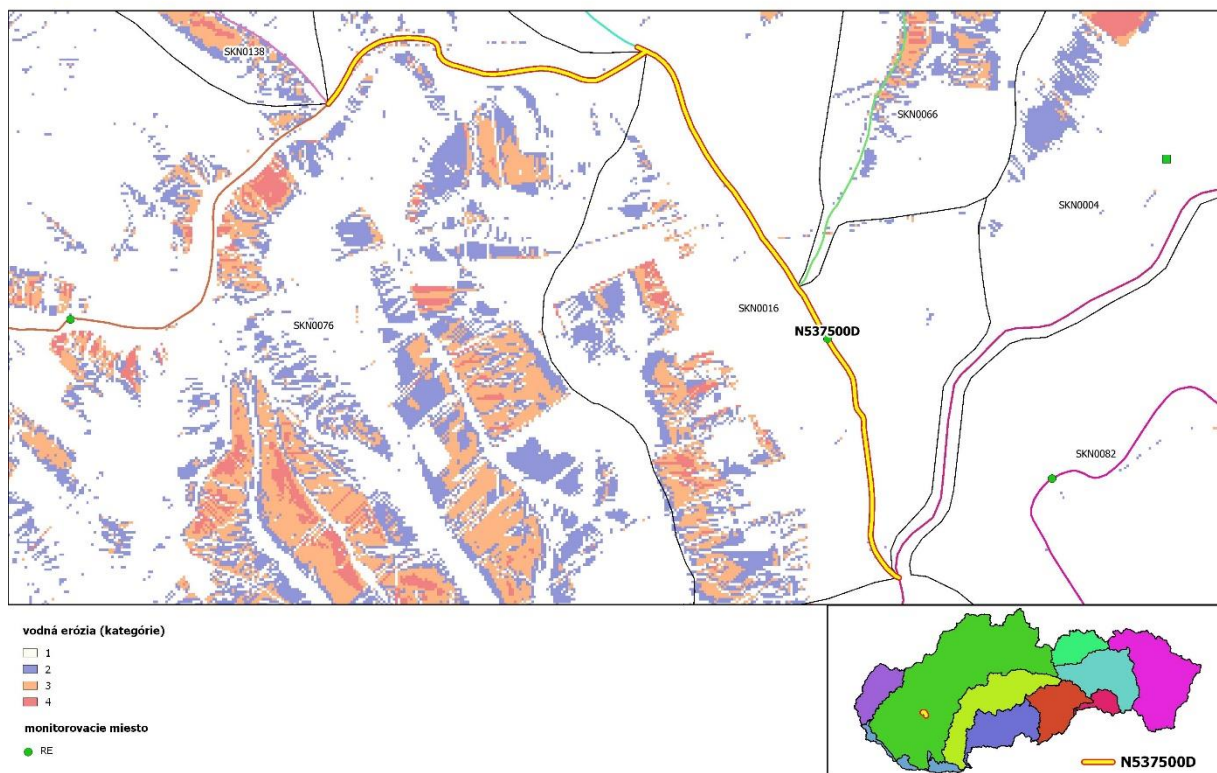 SKN0138
SKN0066
SKN0004
SKN0076
SKN0016
N537500D
SKN0082
vodná erózia (kategórie)
1
2
3
4
monitorovacie miesto
RE
N537500D